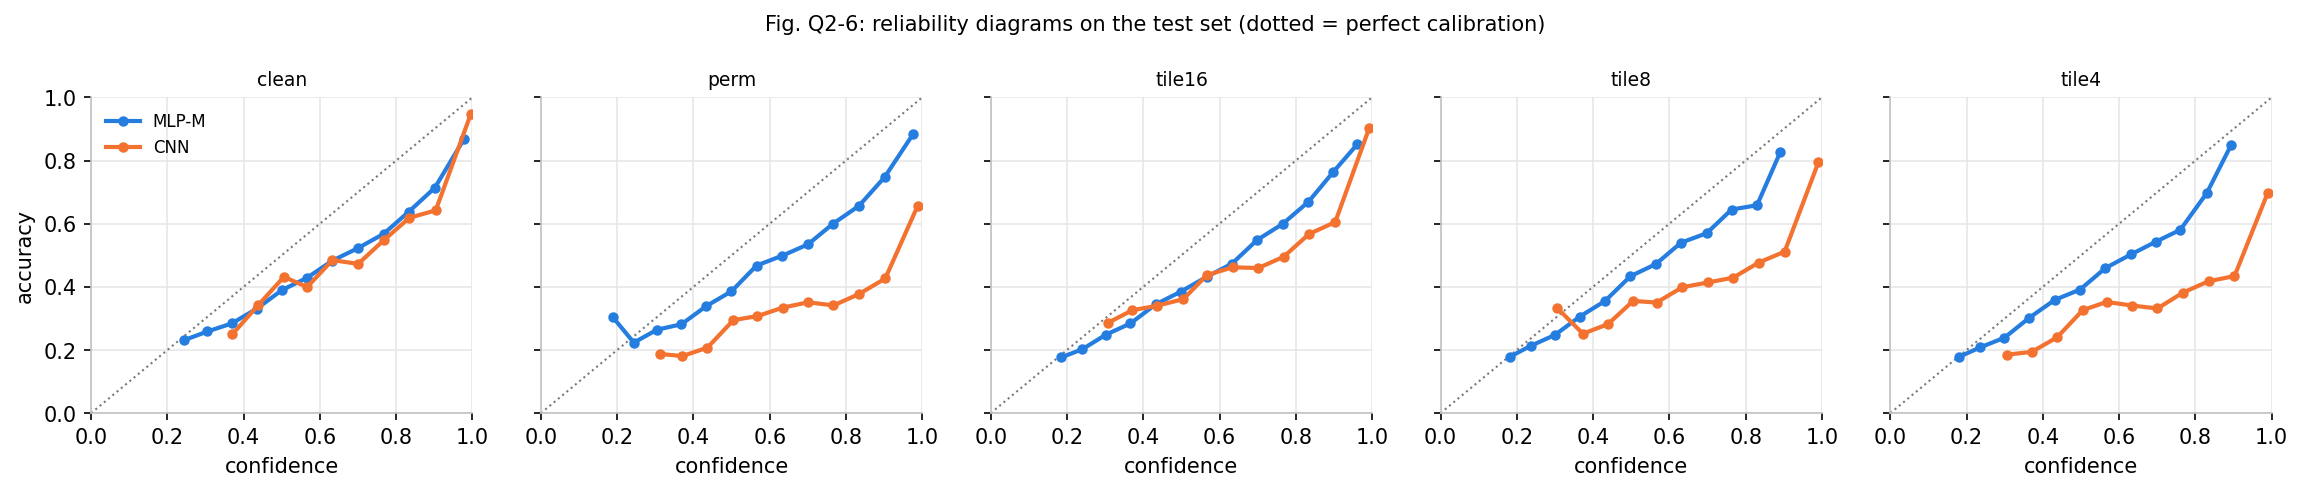 Fig. Q2-6: reliability diagrams on the test set (dotted = perfect calibration)
clean
perm
tile16
tile8
tile4
MLP-M
CNN
accuracy
1.0
0.8
0.6
0.4
0.2
0.0
0.0 0.2 0.4 0.6 0.8 1.0
0.0 0.2 0.4 0.6 0.8 1.0
0.0 0.2 0.4 0.6 0.8 1.0
0.0 0.2 0.4 0.6 0.8 1.0
0.0 0.2 0.4 0.6 0.8 1.0
confidence
confidence
confidence
confidence
confidence